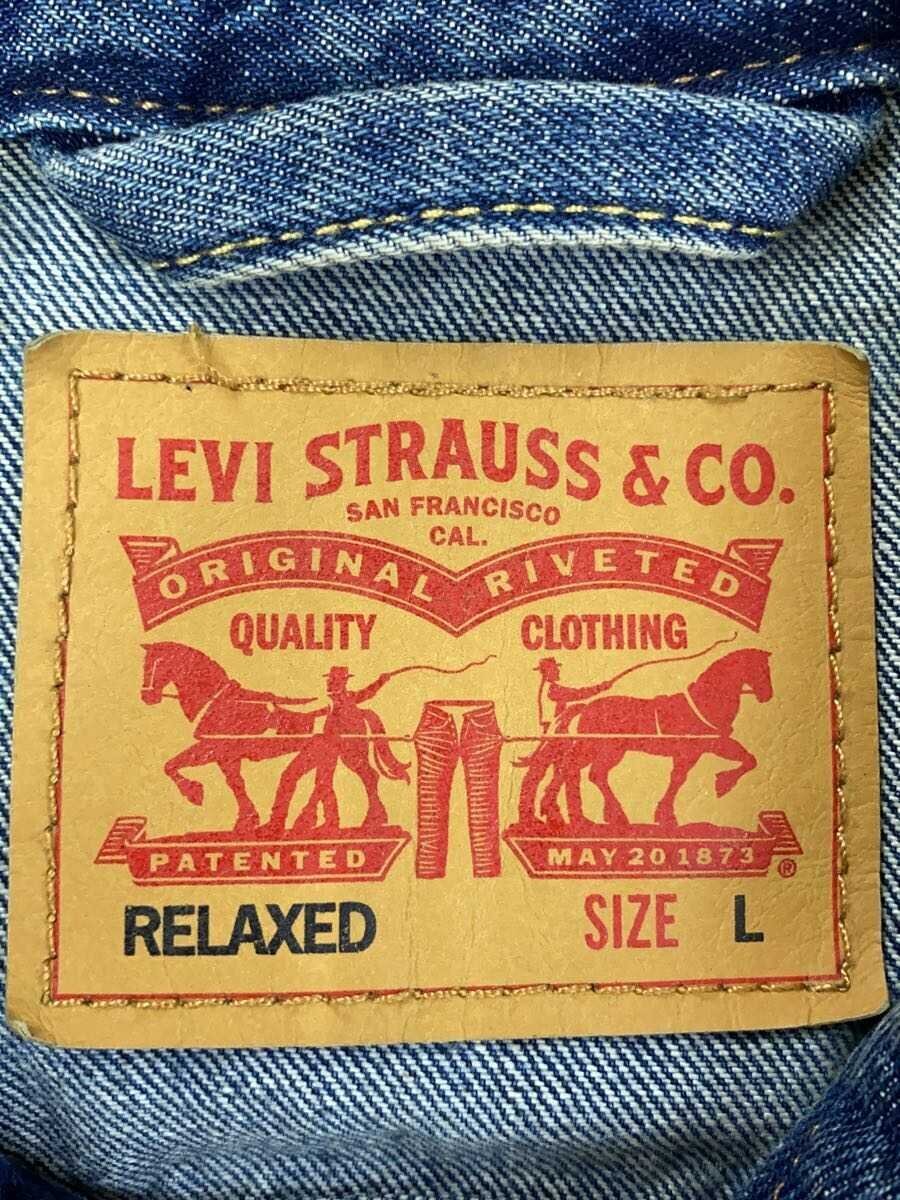 LEVI STRAUSS & CO.
SAN FRANCISCO
CAL.
ORIGINAL RIVETED
QUALITY CLOTHING
PATENTED MAY 20 1873 ®
RELAXED SIZE L